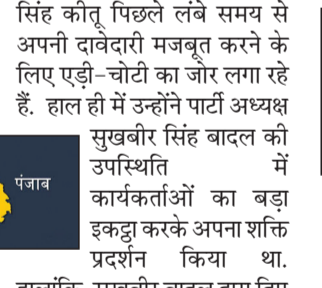 सिंह कीतू पिछले लंबे समय से
अपनी दावेदारी मजबूत करने के
लिए एड़ी-चोटी का जोर लगा रहे
हैं. हाल ही में उन्होंने पार्टी अध्यक्ष
सुखबीर सिंह बादल की
उपस्थिति में
कार्यकर्ताओं का बड़ा
इकट्ठा करके अपना शक्ति
प्रदर्शन किया था.
पंजाब